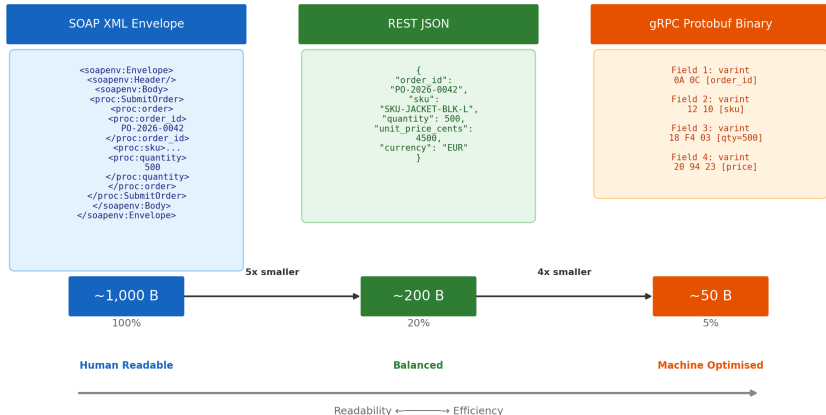 SOAP XML Envelope
<soapenv:Envelope>
<soapenv:Header/>
<soapenv:Body>
<proc:SubmitOrder>
<proc:order>
<proc:order_id>
PO-2026-0042
</proc:order_id>
<proc:sku>...
<proc:quantity>
500
</proc:quantity>
</proc:order>
</proc:SubmitOrder>
</soapenv:Body>
</soapenv:Envelope>
REST JSON
{
"order_id":
"PO-2026-0042",
"sku":
"SKU-JACKET-BLK-L",
"quantity": 500,
"unit_price_cents":
4500,
"currency": "EUR"
}
gRPC Protobuf Binary
Field 1: varint
0A 0C [order_id]
Field 2: varint
12 10 [sku]
Field 3: varint
18 F4 03 [qty=500]
Field 4: varint
20 94 23 [price]
~1,000 B
5x smaller
~200 B
4x smaller
~50 B
100%
20%
5%
Human Readable
Balanced
Machine Optimised
Readability ←———→ Efficiency